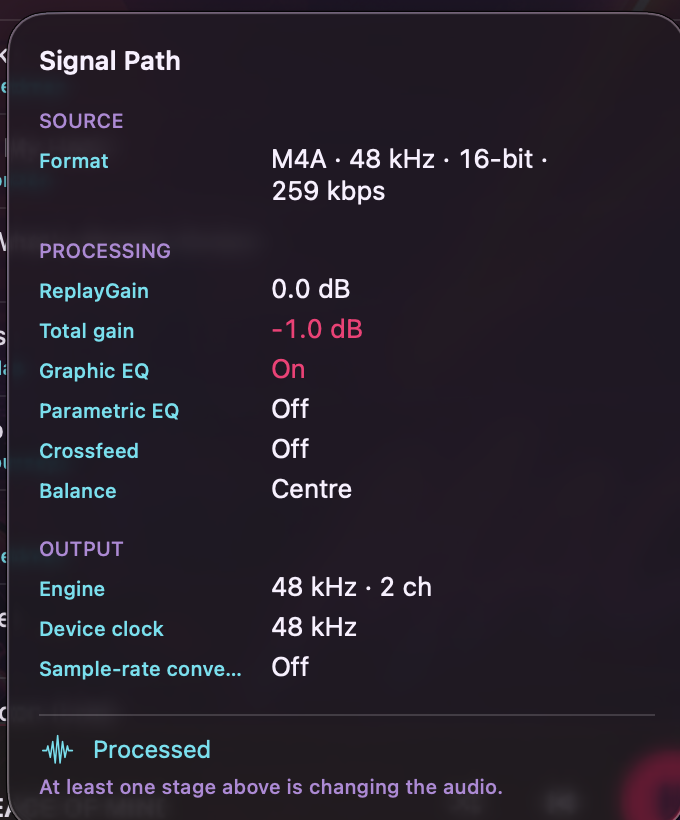 Signal Path
SOURCE
Format M4A · 48 kHz · 16-bit ·
259 kbps
PROCESSING
ReplayGain 0.0 dB
Total gain -1.0 dB
Graphic EQ On
Parametric EQ Off
Crossfeed Off
Balance Centre
OUTPUT
Engine 48 kHz · 2 ch
Device clock 48 kHz
Sample-rate conve... Off
Processed
At least one stage above is changing the audio.